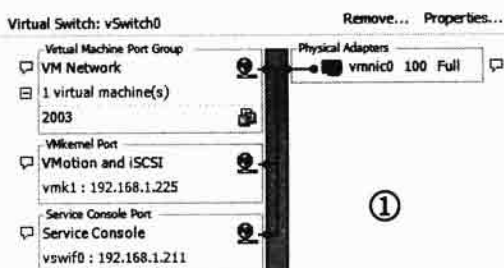 Virtual Switch: vSwitch0 Remove... Properties...
Virtual Machine Port Group
VM Network
1 virtual machine(s)
2003
Physical Adapters
vmnic0 100 Full
VMkernel Port
VMotion and iSCSI
vmk1 : 192.168.1.225
Service Console Port
Service Console
vswif0 : 192.168.1.211
①